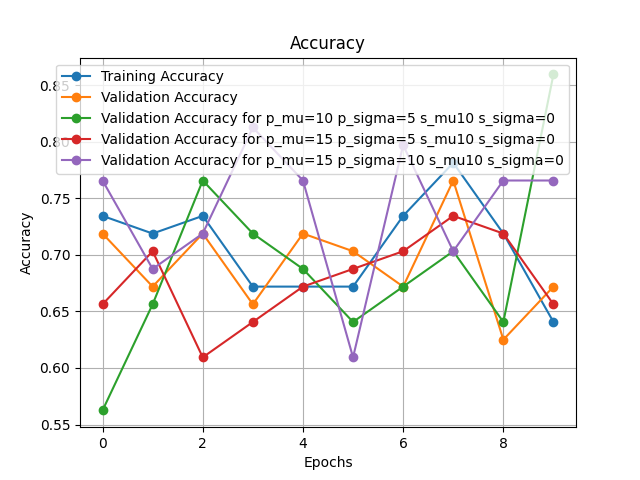 Accuracy
Training Accuracy
Validation Accuracy
Validation Accuracy for p_mu=10 p_sigma=5 s_mu10 s_sigma=0
Validation Accuracy for p_mu=15 p_sigma=5 s_mu10 s_sigma=0
Validation Accuracy for p_mu=15 p_sigma=10 s_mu10 s_sigma=0
0.85
0.80
0.75
0.70
0.65
0.60
0.55
Accuracy
0 2 4 6 8
Epochs